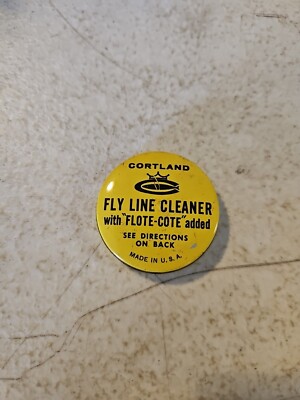 CORTLAND
FLY LINE CLEANER
with "FLOTE-COTE" added
SEE DIRECTIONS
ON BACK
MADE IN U.S.A.